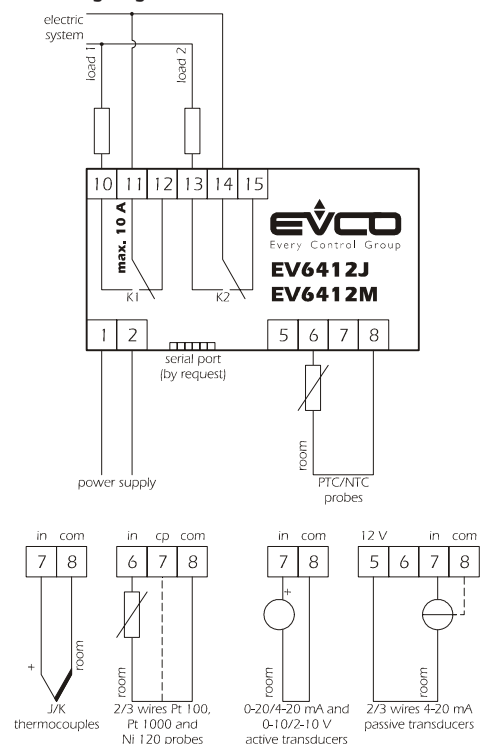 electric
system
load 1
load 2
10 11 12 13 14 15
max. 10 A
EVCO
Every Control Group
EV6412J
EV6412M
K1
K2
1 2
5 6 7 8
serial port
(by request)
room
power supply
PTC/NTC
probes
in com
7 8
+
room
J/K
thermocouples
in cp com
6 7 8
room
2/3 wires Pt 100,
Pt 1000 and
Ni 120 probes
in com
7 8
+
room
0-20/4-20 mA and
0-10/2-10 V
active transducers
12 V in com
5 6 7 8
room
2/3 wires 4-20 mA
passive transducers